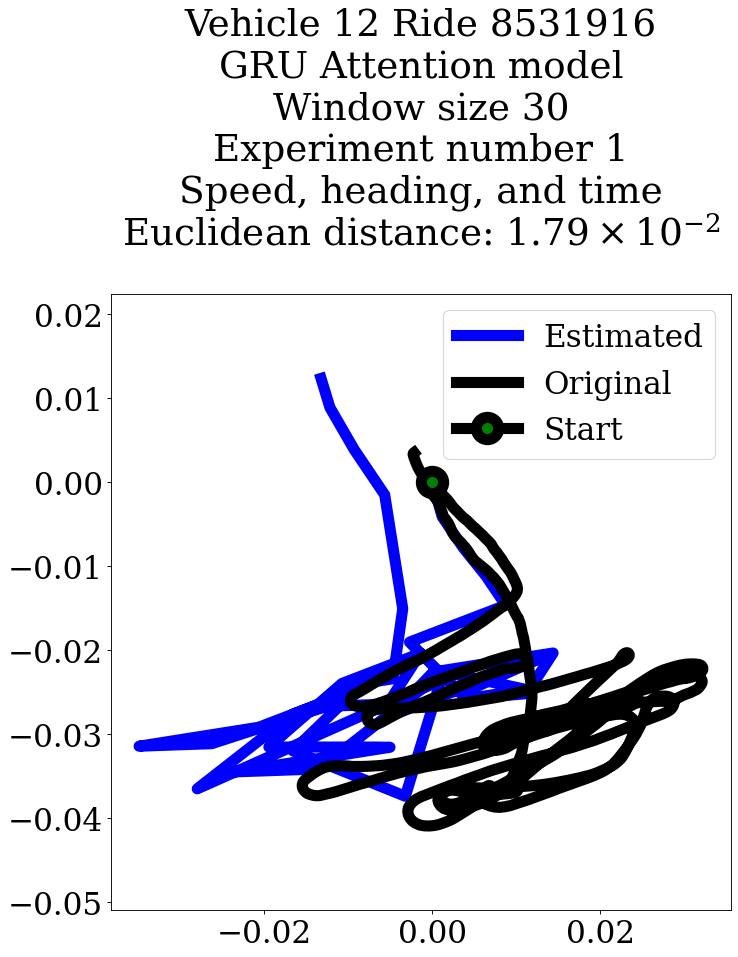 Vehicle 12 Ride 8531916
GRU Attention model
Window size 30
Experiment number 1
Speed, heading, and time
Euclidean distance: 1.79 × 10⁻²
Estimated
Original
Start
0.02
0.01
0.00
−0.01
−0.02
−0.03
−0.04
−0.05
−0.02 0.00 0.02